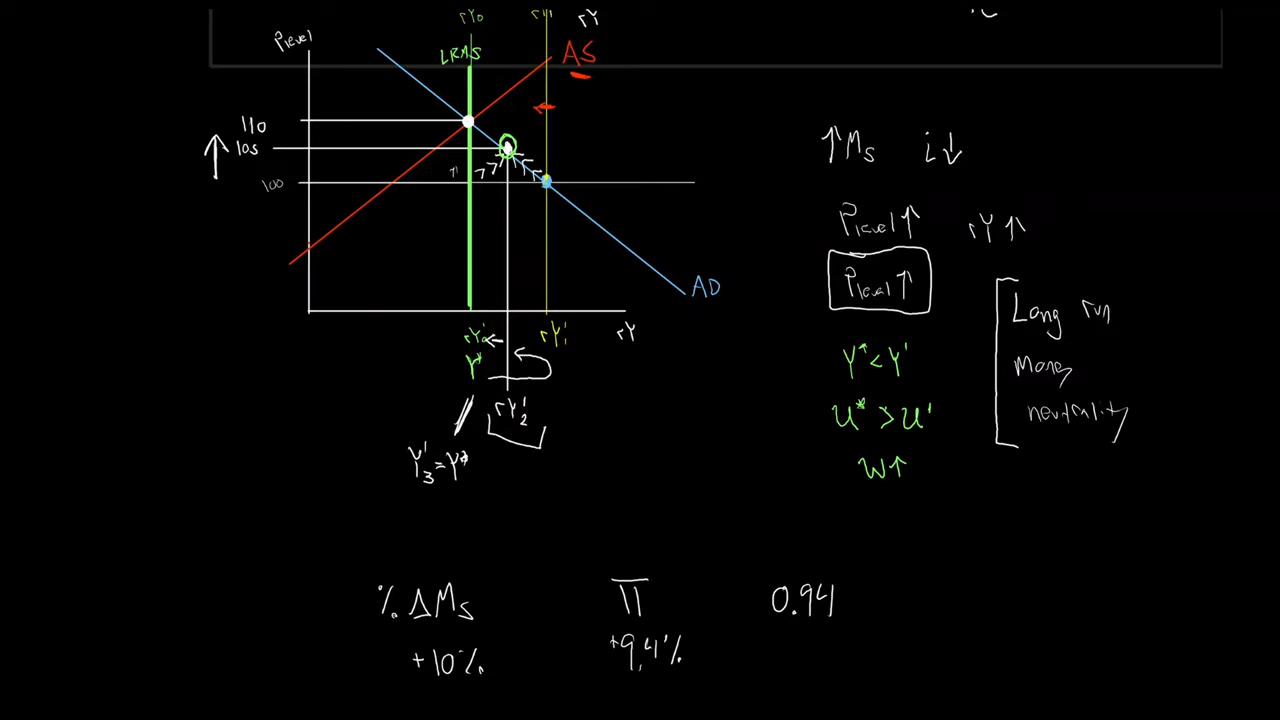 rY₀
rY
Plevel
LRAS
AS
110
105
100
π
AD
rY₀'
rY₁'
rY
Y*
rY₂'
Y₃' = Y*
↑Ms i↓
Plevel↑ rY↑
Plevel↑
Long run
Money
neutrality
Y* < Y'
u* > u'
W↑
% ΔMs π 0.94
+10% +9.4%